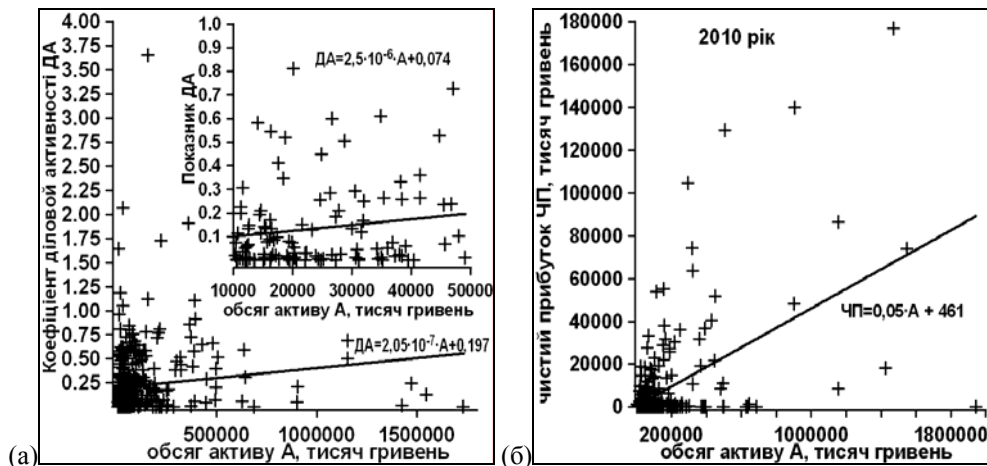 Коефіцієнт ділової активності ДА
4.00
3.75
3.50
3.25
3.00
2.75
2.50
2.25
2.00
1.75
1.50
1.25
1.00
0.75
0.50
0.25
Показник ДА
1.0
0.9
0.8
0.7
0.6
0.5
0.4
0.3
0.2
0.1
ДА=2,5·10-6·А+0,074
10000 20000 30000 40000 50000
обсяг активу А, тисяч гривень
ДА=2,05·10-7·А+0,197
500000 1000000 1500000
(а) обсяг активу А, тисяч гривень
чистий прибуток ЧП, тисяч гривень
180000
160000
140000
120000
100000
80000
60000
40000
20000
0
2010 рік
ЧП=0,05·А + 461
200000 1000000 1800000
(б) обсяг активу А, тисяч гривень